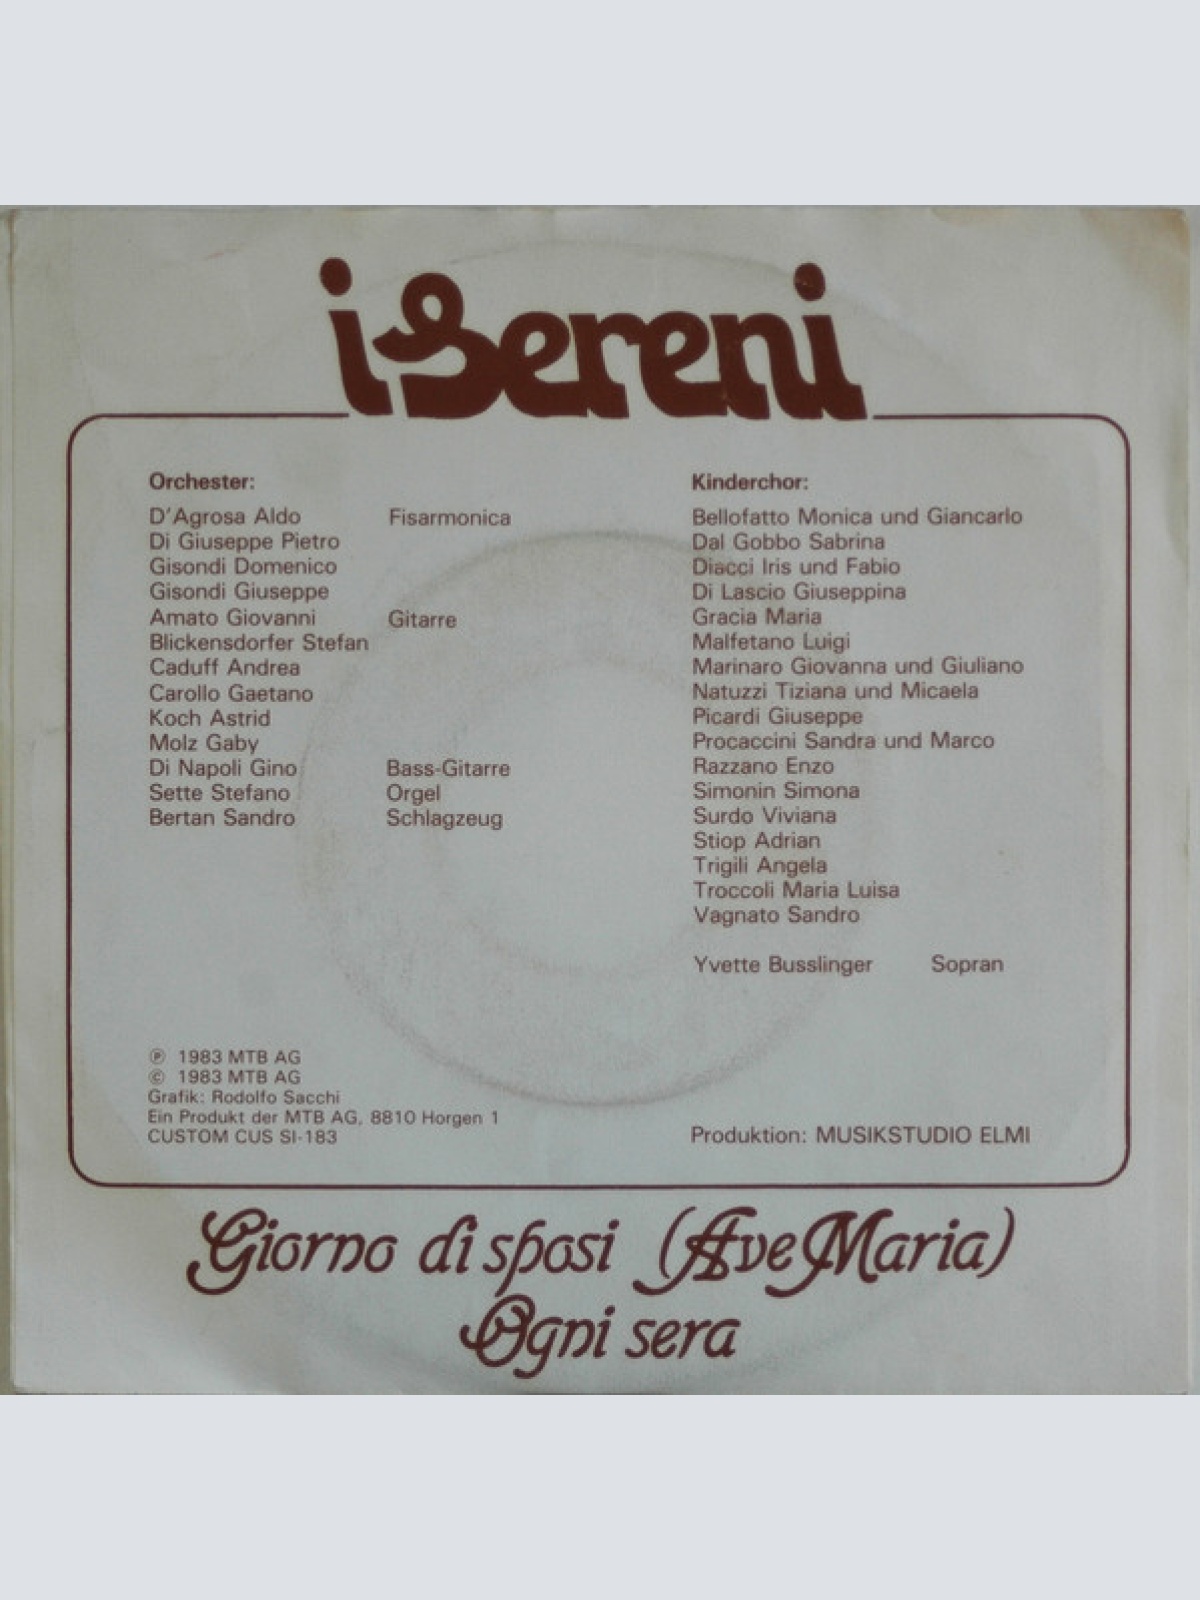 i Sereni
Orchester:
D'Agrosa Aldo Fisarmonica
Di Giuseppe Pietro
Gisondi Domenico
Gisondi Giuseppe
Amato Giovanni Gitarre
Blickensdorfer Stefan
Caduff Andrea
Carollo Gaetano
Koch Astrid
Molz Gaby
Di Napoli Gino Bass-Gitarre
Sette Stefano Orgel
Bertan Sandro Schlagzeug
Kinderchor:
Bellofatto Monica und Giancarlo
Dal Gobbo Sabrina
Diacci Iris und Fabio
Di Lascio Giuseppina
Gracia Maria
Malfetano Luigi
Marinaro Giovanna und Giuliano
Natuzzi Tiziana und Micaela
Picardi Giuseppe
Procaccini Sandra und Marco
Razzano Enzo
Simonin Simona
Surdo Viviana
Stiop Adrian
Trigili Angela
Troccoli Maria Luisa
Vagnato Sandro
Yvette Busslinger Sopran
℗ 1983 MTB AG
© 1983 MTB AG
Grafik: Rodolfo Sacchi
Ein Produkt der MTB AG, 8810 Horgen 1
CUSTOM CUS SI-183
Produktion: MUSIKSTUDIO ELMI
Giorno di sposi (Ave Maria)
Ogni sera